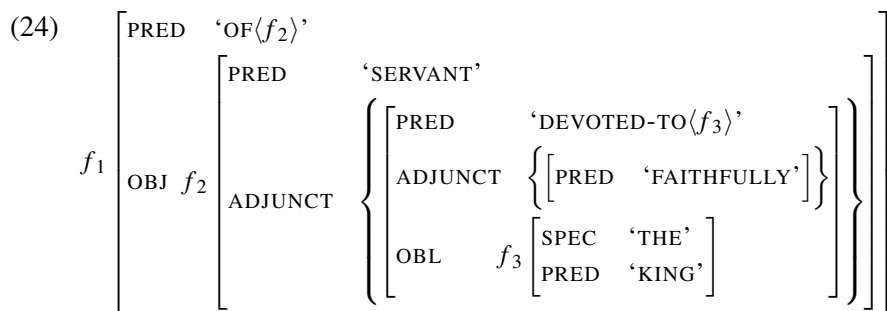 (24)
PRED ‘OF⟨f2⟩’
PRED ‘SERVANT’
PRED ‘DEVOTED-TO⟨f3⟩’
f1 OBJ f2 ADJUNCT { ADJUNCT {[PRED ‘FAITHFULLY’]} }
SPEC ‘THE’
OBL f3
PRED ‘KING’